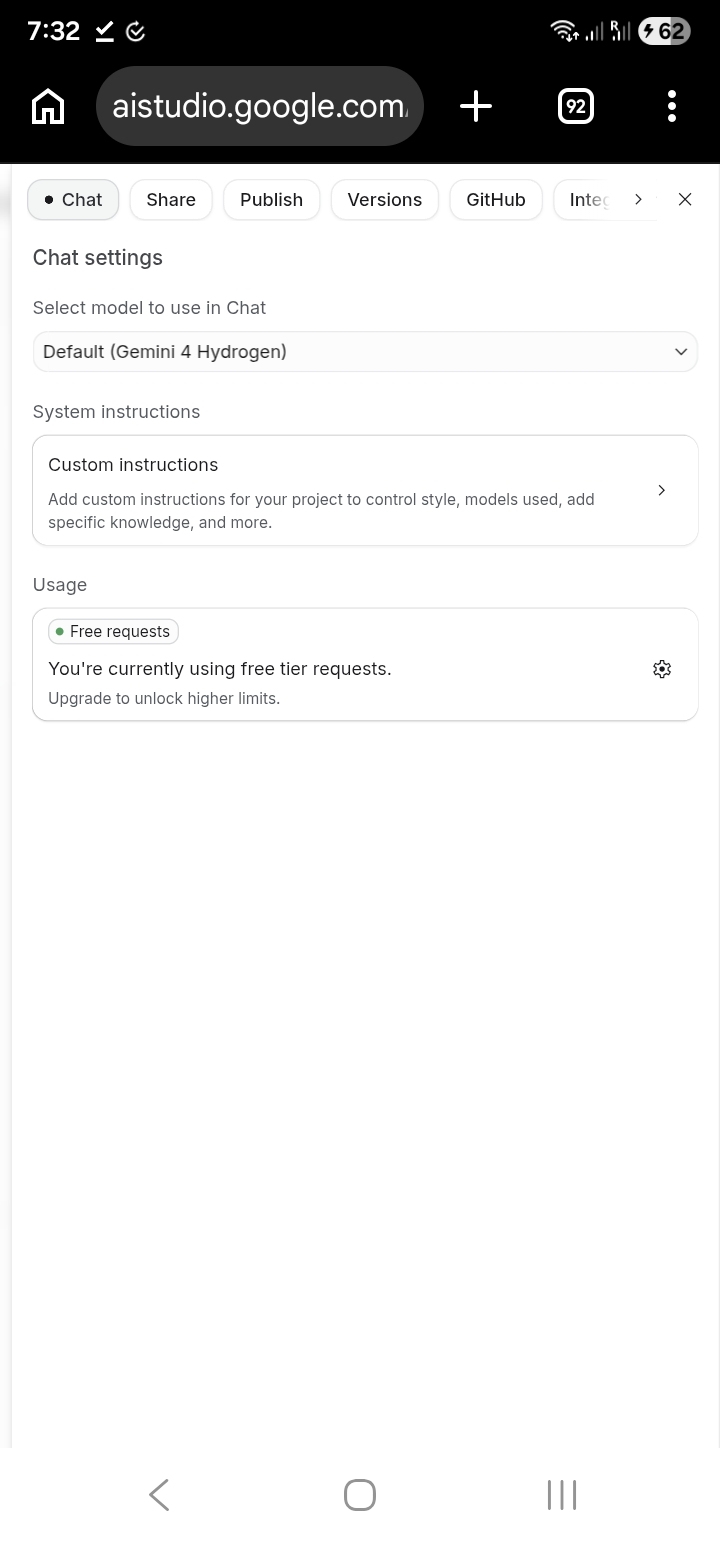 7:32
R
62
aistudio.google.com/
92
Chat
Share
Publish
Versions
GitHub
Integ
Chat settings
Select model to use in Chat
Default (Gemini 4 Hydrogen)
System instructions
Custom instructions
Add custom instructions for your project to control style, models used, add
specific knowledge, and more.
Usage
Free requests
You're currently using free tier requests.
Upgrade to unlock higher limits.